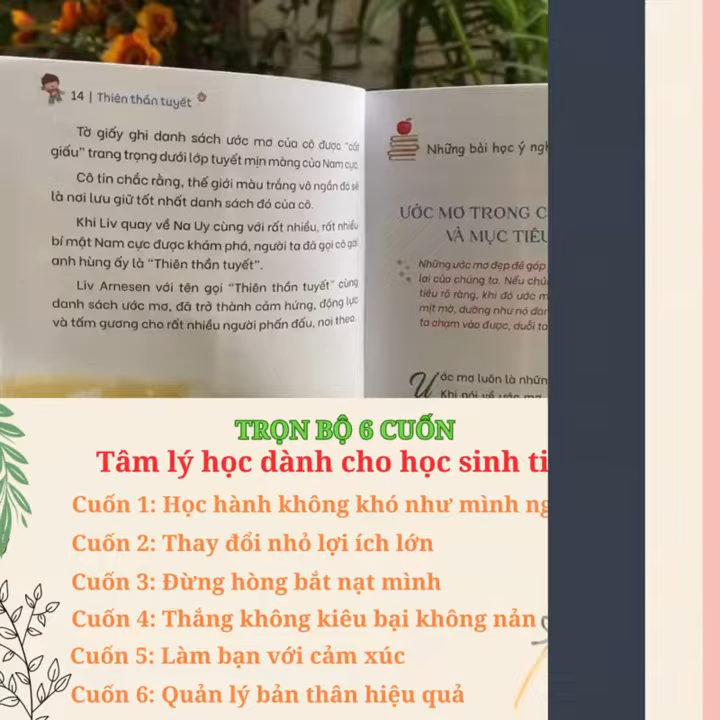 14 | Thiên thần tuyết
Tờ giấy ghi danh sách ước mơ của cô được “cất
giấu” trang trọng dưới lớp tuyết mịn màng của Nam cực.
Cô tin chắc rằng, thế giới màu trắng vô ngần đó sẽ
là nơi lưu giữ tốt nhất danh sách đó của cô.
Khi Liv quay về Na Uy cùng với rất nhiều, rất nhiều
bí mật Nam cực được khám phá, người ta đã gọi cô gái
anh hùng ấy là “Thiên thần tuyết”.
Liv Arnesen với tên gọi “Thiên thần tuyết” cùng
danh sách ước mơ, đã trở thành cảm hứng, động lực
và tấm gương cho rất nhiều người phấn đấu, noi theo.
Những bài học ý
ƯỚC MƠ TRONG
VÀ MỤC TIÊU
Những ước mơ đẹp đẽ góp
lai của chúng ta. Nếu
tiêu rõ ràng, khi đó ước
mịt mờ, dường như nó
ta chạm vào được, đuổi
Ước mơ luôn là
Khi nói về ước mơ
TRỌN BỘ 6 CUỐN
Tâm lý học dành cho học sinh
Cuốn 1: Học hành không khó như mình
Cuốn 2: Thay đổi nhỏ lợi ích lớn
Cuốn 3: Đừng hòng bắt nạt mình
Cuốn 4: Thắng không kiêu bại không nản
Cuốn 5: Làm bạn với cảm xúc
Cuốn 6: Quản lý bản thân hiệu quả